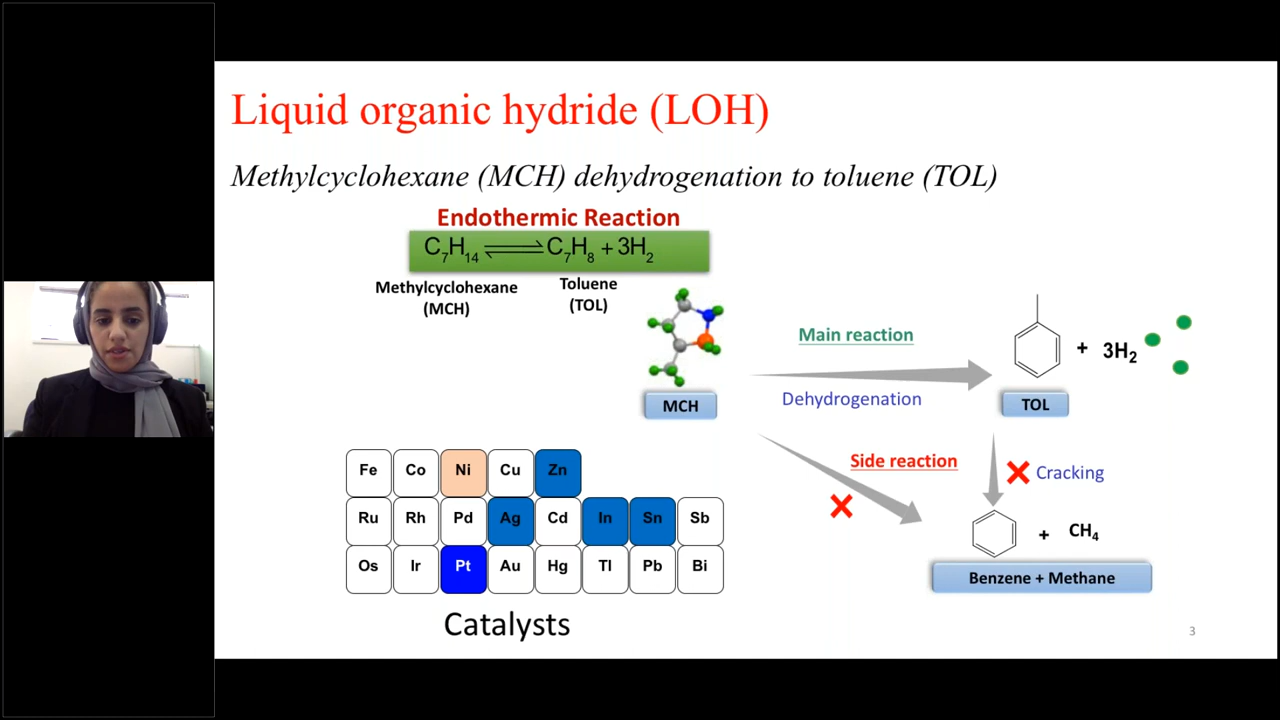 Liquid organic hydride (LOH)
Methylcyclohexane (MCH) dehydrogenation to toluene (TOL)
Endothermic Reaction
C₇H₁₄ ⇌ C₇H₈ + 3H₂
Methylcyclohexane
(MCH)
Toluene
(TOL)
MCH
Main reaction
Dehydrogenation
+ 3H₂
TOL
Side reaction
Cracking
+ CH₄
Benzene + Methane
Fe Co Ni Cu Zn
Ru Rh Pd Ag Cd In Sn Sb
Os Ir Pt Au Hg Tl Pb Bi
Catalysts
3